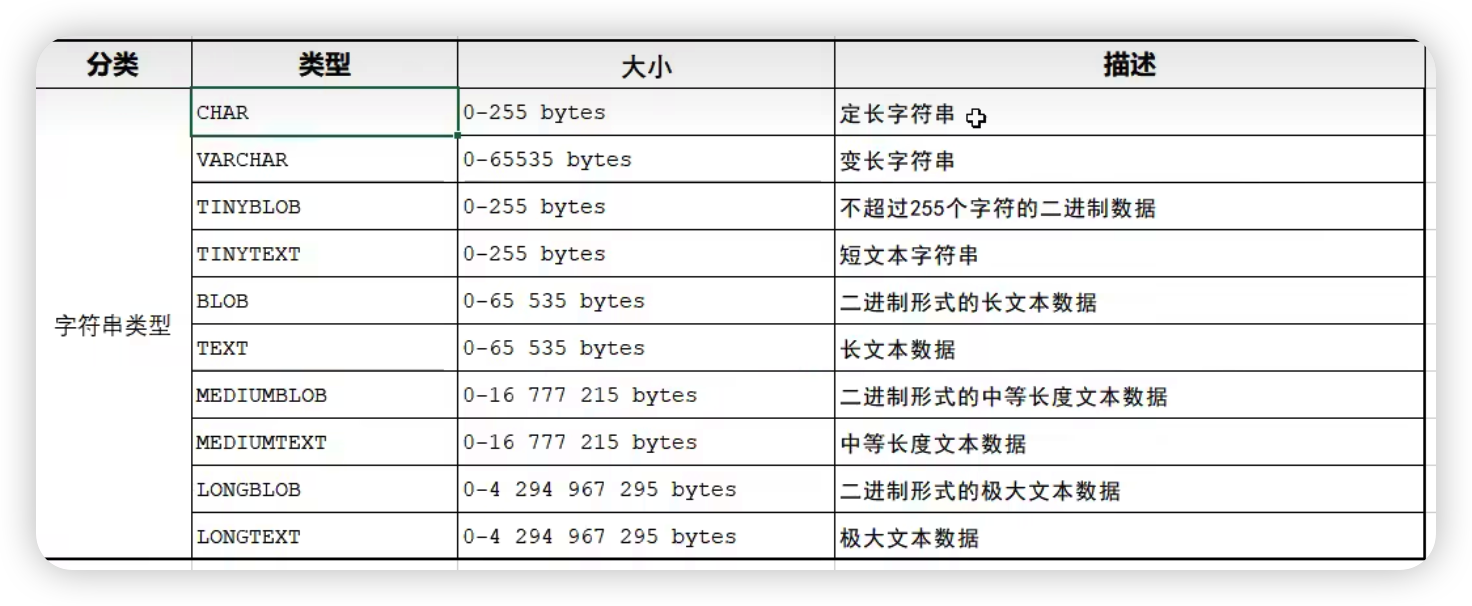 分类 类型 大小 描述
CHAR 0-255 bytes 定长字符串
VARCHAR 0-65535 bytes 变长字符串
TINYBLOB 0-255 bytes 不超过255个字符的二进制数据
TINYTEXT 0-255 bytes 短文本字符串
BLOB 0-65 535 bytes 二进制形式的长文本数据
字符串类型
TEXT 0-65 535 bytes 长文本数据
MEDIUMBLOB 0-16 777 215 bytes 二进制形式的中等长度文本数据
MEDIUMTEXT 0-16 777 215 bytes 中等长度文本数据
LONGBLOB 0-4 294 967 295 bytes 二进制形式的极大文本数据
LONGTEXT 0-4 294 967 295 bytes 极大文本数据